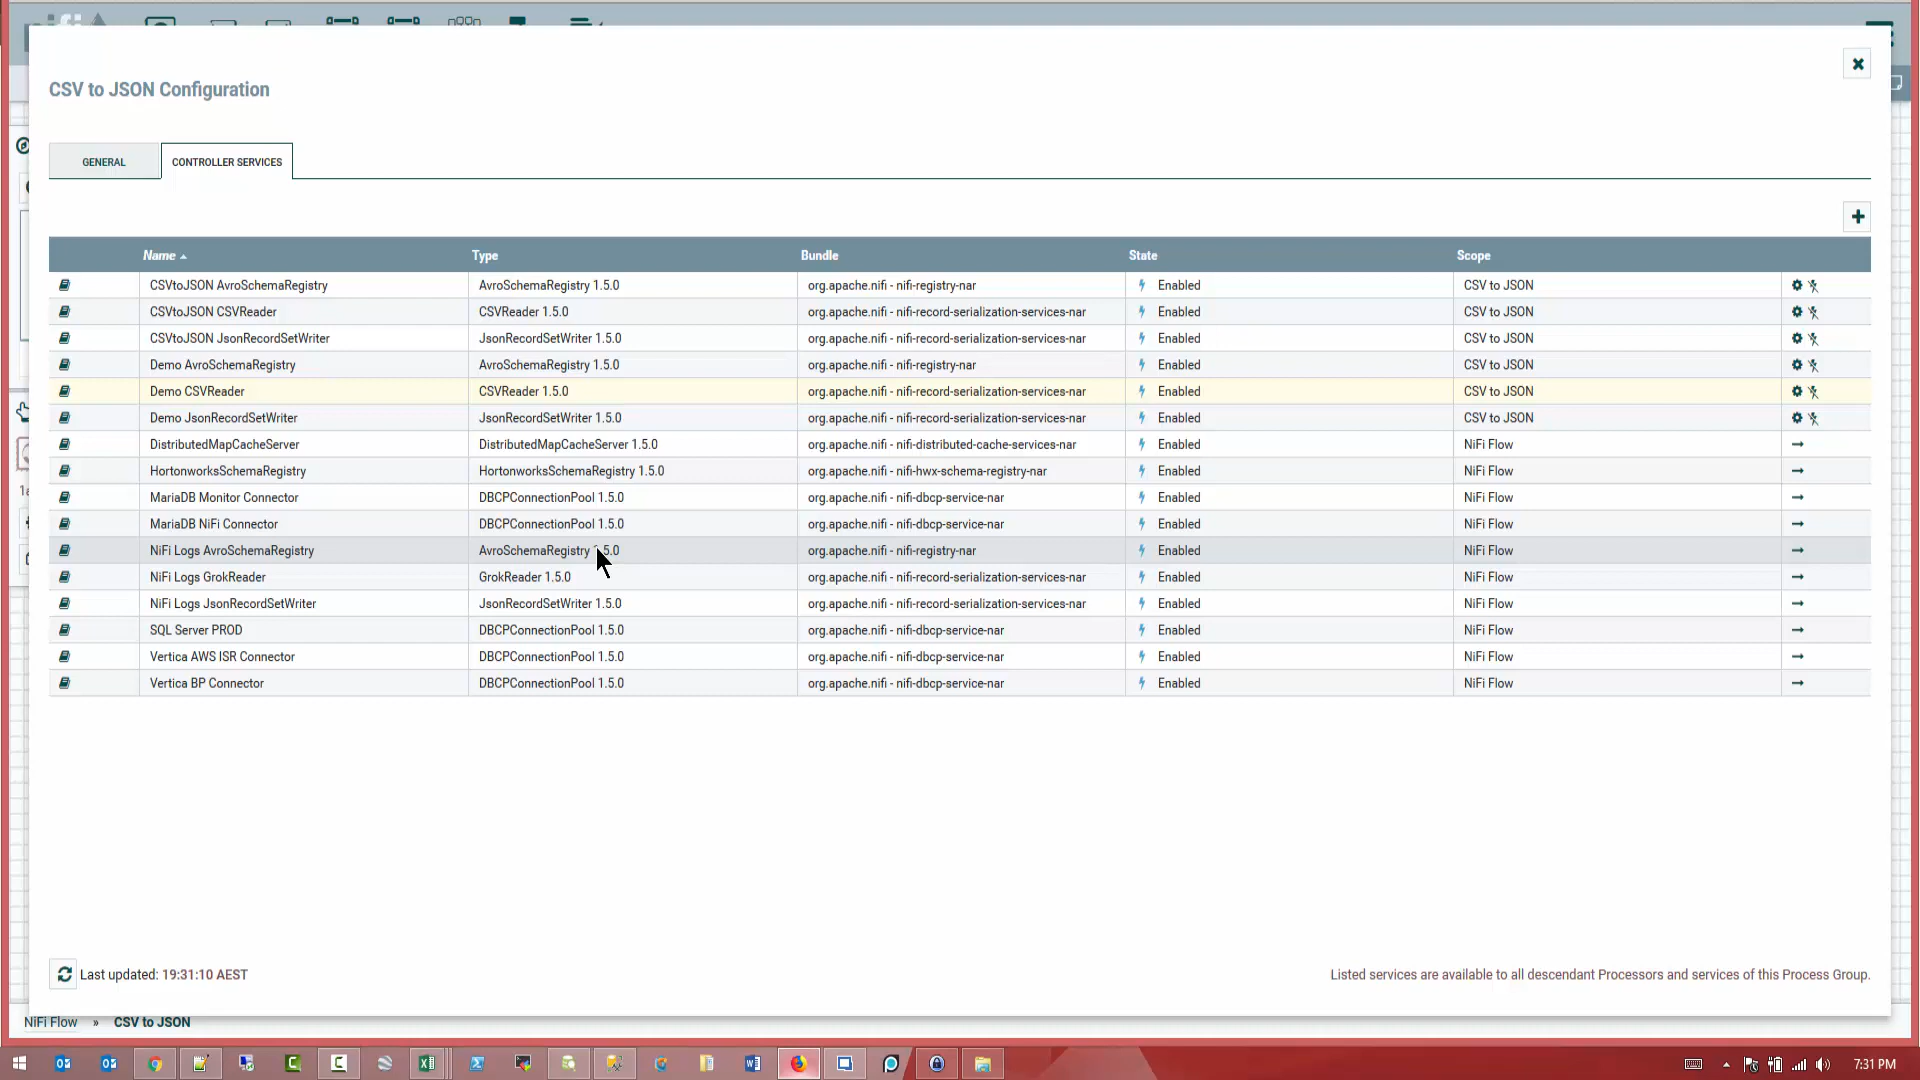 CSV to JSON Configuration
GENERAL CONTROLLER SERVICES
Name Type Bundle State Scope
CSVtoJSON AvroSchemaRegistry AvroSchemaRegistry 1.5.0 org.apache.nifi - nifi-registry-nar Enabled CSV to JSON
CSVtoJSON CSVReader CSVReader 1.5.0 org.apache.nifi - nifi-record-serialization-services-nar Enabled CSV to JSON
CSVtoJSON JsonRecordSetWriter JsonRecordSetWriter 1.5.0 org.apache.nifi - nifi-record-serialization-services-nar Enabled CSV to JSON
Demo AvroSchemaRegistry AvroSchemaRegistry 1.5.0 org.apache.nifi - nifi-registry-nar Enabled CSV to JSON
Demo CSVReader CSVReader 1.5.0 org.apache.nifi - nifi-record-serialization-services-nar Enabled CSV to JSON
Demo JsonRecordSetWriter JsonRecordSetWriter 1.5.0 org.apache.nifi - nifi-record-serialization-services-nar Enabled CSV to JSON
DistributedMapCacheServer DistributedMapCacheServer 1.5.0 org.apache.nifi - nifi-distributed-cache-services-nar Enabled NiFi Flow
HortonworksSchemaRegistry HortonworksSchemaRegistry 1.5.0 org.apache.nifi - nifi-hwx-schema-registry-nar Enabled NiFi Flow
MariaDB Monitor Connector DBCPConnectionPool 1.5.0 org.apache.nifi - nifi-dbcp-service-nar Enabled NiFi Flow
MariaDB NiFi Connector DBCPConnectionPool 1.5.0 org.apache.nifi - nifi-dbcp-service-nar Enabled NiFi Flow
NiFi Logs AvroSchemaRegistry AvroSchemaRegistry 1.5.0 org.apache.nifi - nifi-registry-nar Enabled NiFi Flow
NiFi Logs GrokReader GrokReader 1.5.0 org.apache.nifi - nifi-record-serialization-services-nar Enabled NiFi Flow
NiFi Logs JsonRecordSetWriter JsonRecordSetWriter 1.5.0 org.apache.nifi - nifi-record-serialization-services-nar Enabled NiFi Flow
SQL Server PROD DBCPConnectionPool 1.5.0 org.apache.nifi - nifi-dbcp-service-nar Enabled NiFi Flow
Vertica AWS ISR Connector DBCPConnectionPool 1.5.0 org.apache.nifi - nifi-dbcp-service-nar Enabled NiFi Flow
Vertica BP Connector DBCPConnectionPool 1.5.0 org.apache.nifi - nifi-dbcp-service-nar Enabled NiFi Flow
Last updated: 19:31:10 AEST Listed services are available to all descendant Processors and services of this Process Group.
NiFi Flow » CSV to JSON
7:31 PM